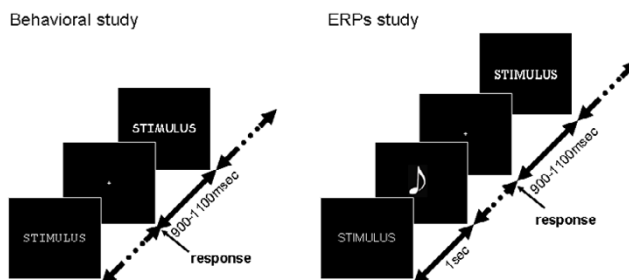 Behavioral study
STIMULUS
900-1100msec
response
STIMULUS
ERPs study
STIMULUS
900-1100msec
response
1sec
STIMULUS